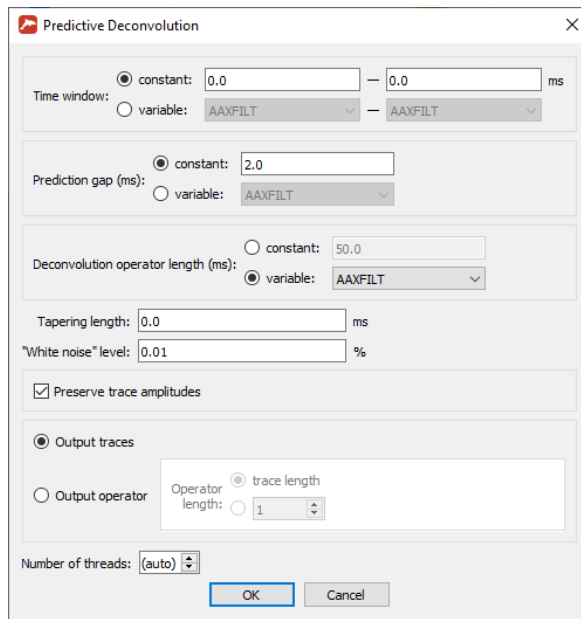 Predictive Deconvolution
Time window:
constant: 0.0 — 0.0 ms
variable: AAXFILT — AAXFILT
Prediction gap (ms):
constant: 2.0
variable: AAXFILT
Deconvolution operator length (ms):
constant: 50.0
variable: AAXFILT
Tapering length: 0.0 ms
"White noise" level: 0.01 %
Preserve trace amplitudes
Output traces
Output operator
Operator length:
trace length
1
Number of threads: (auto)
OK Cancel